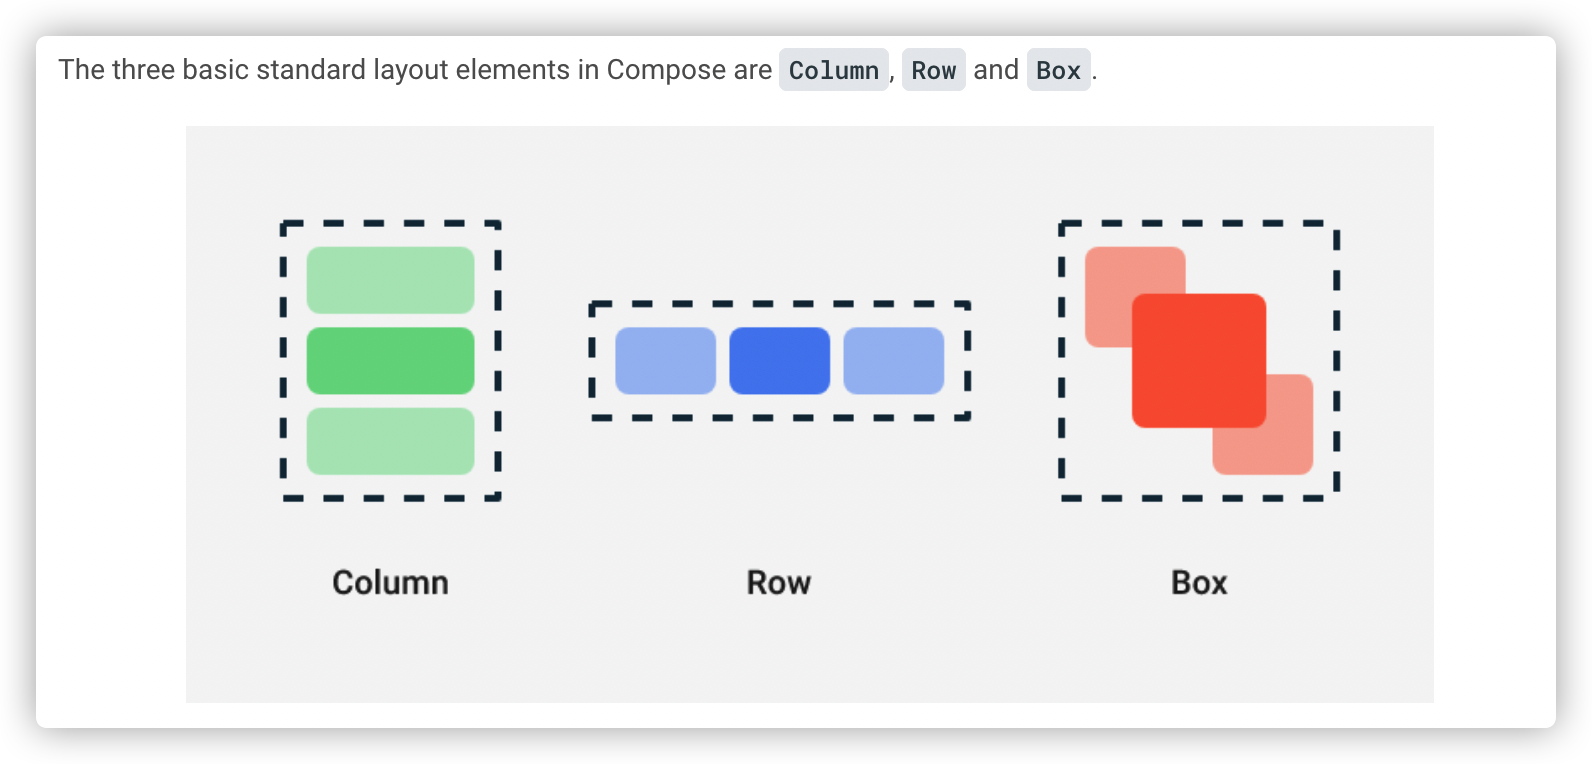 The three basic standard layout elements in Compose are Column, Row and Box.
Column
Row
Box